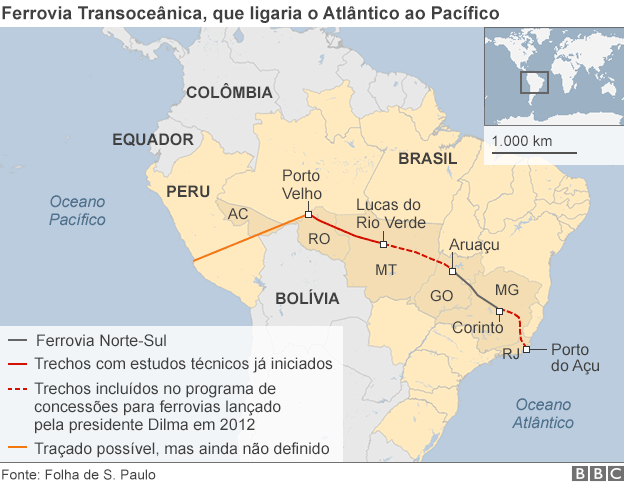 Ferrovia Transoceânica, que ligaria o Atlântico ao Pacífico
COLÔMBIA
1.000 km
EQUADOR
BRASIL
Porto
Velho
PERU
Oceano
Pacífico
Lucas do
Rio Verde
AC
Aruaçu
RO
MT
GO
MG
BOLÍVIA
Corinto
RJ
Porto
do Açu
Oceano
Atlântico
Ferrovia Norte-Sul
Trechos com estudos técnicos já iniciados
Trechos incluídos no programa de
concessões para ferrovias lançado
pela presidente Dilma em 2012
Traçado possível, mas ainda não definido
Fonte: Folha de S. Paulo
BBC